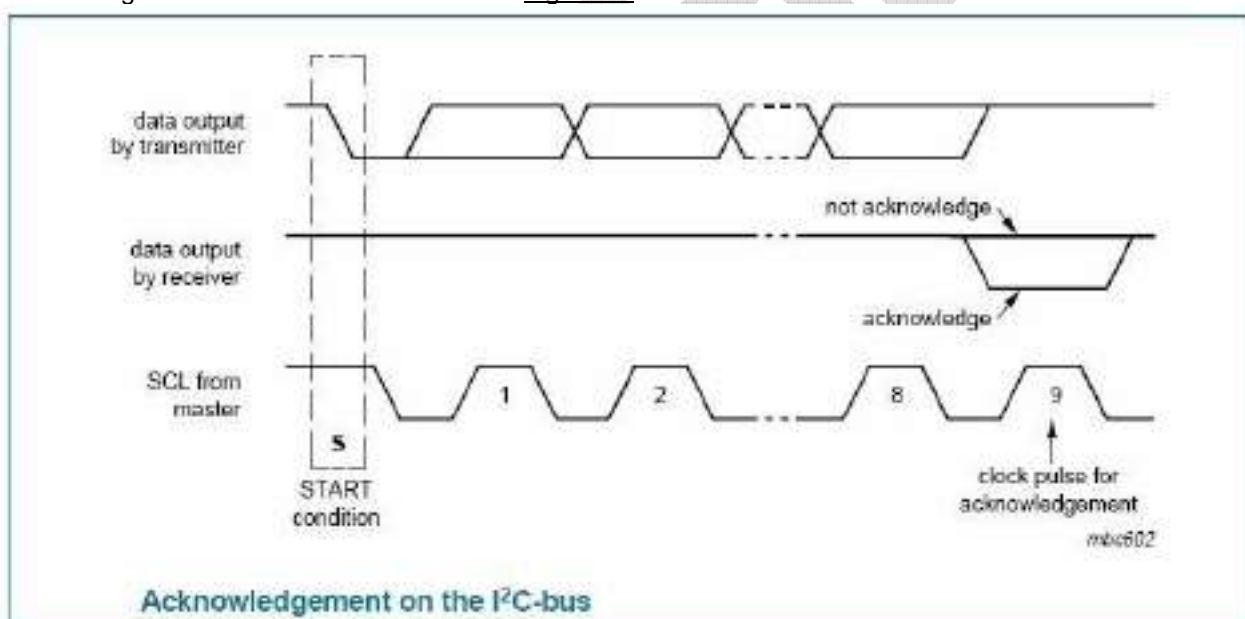 data output
by transmitter
not acknowledge
data output
by receiver
acknowledge
SCL from
master
1
2
8
9
S
START
condition
clock pulse for
acknowledgement
mbc602
Acknowledgement on the I²C-bus